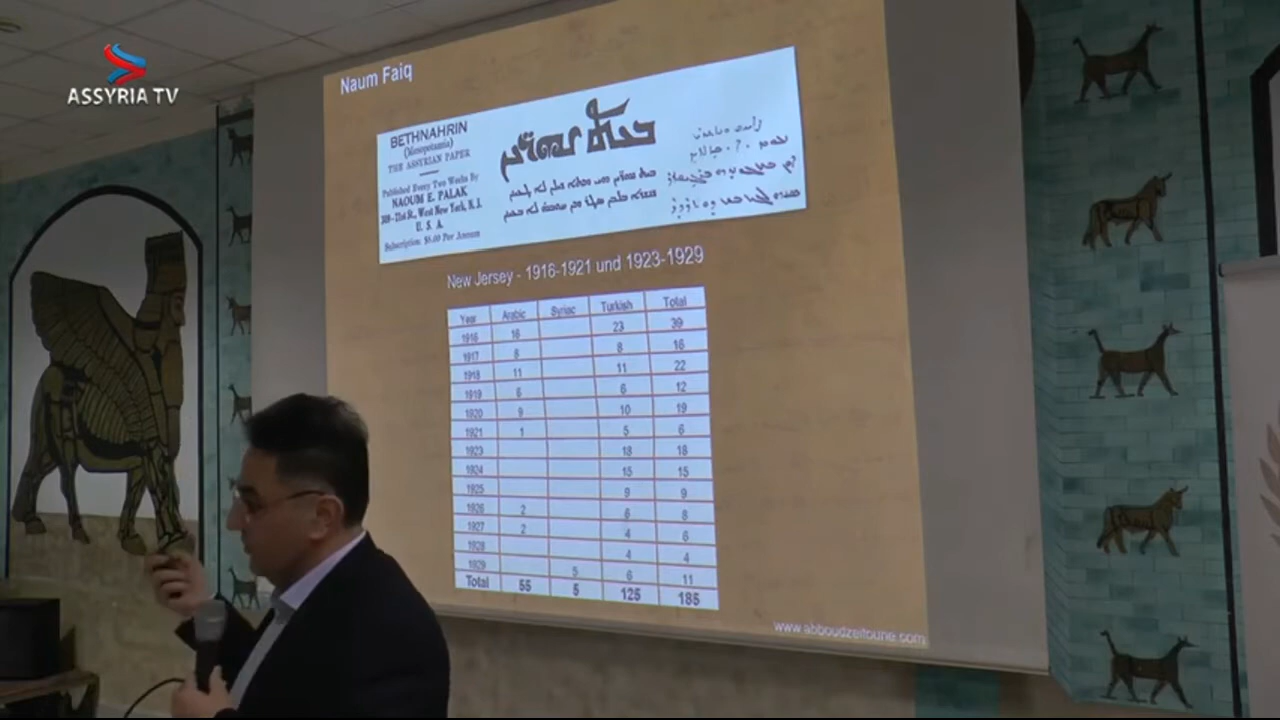 ASSYRIA TV
Naum Faiq
BETHNAHRIN
(Mesopotamia)
THE ASSYRIAN PAPER
Published Every Two Weeks By
NAOUM E. PALAK
West New York, N.J.
U. S. A.
Subscription: $5.00 Per Annum
ܒܝܬ ܢܗܪ̈ܝܢ
New Jersey - 1916-1921 und 1923-1929
Year Arabic Syriac Turkish Total
1916 16 23 39
1917 8 8 16
1918 11 11 22
1919 6 6 12
1920 9 10 19
1921 1 5 6
1923 18 18
1924 15 15
1925 9 9
1926 2 6 8
1927 2 4 6
1928 4 4
1929 5 6 11
Total 55 5 125 185
www.abboudzeitoune.com